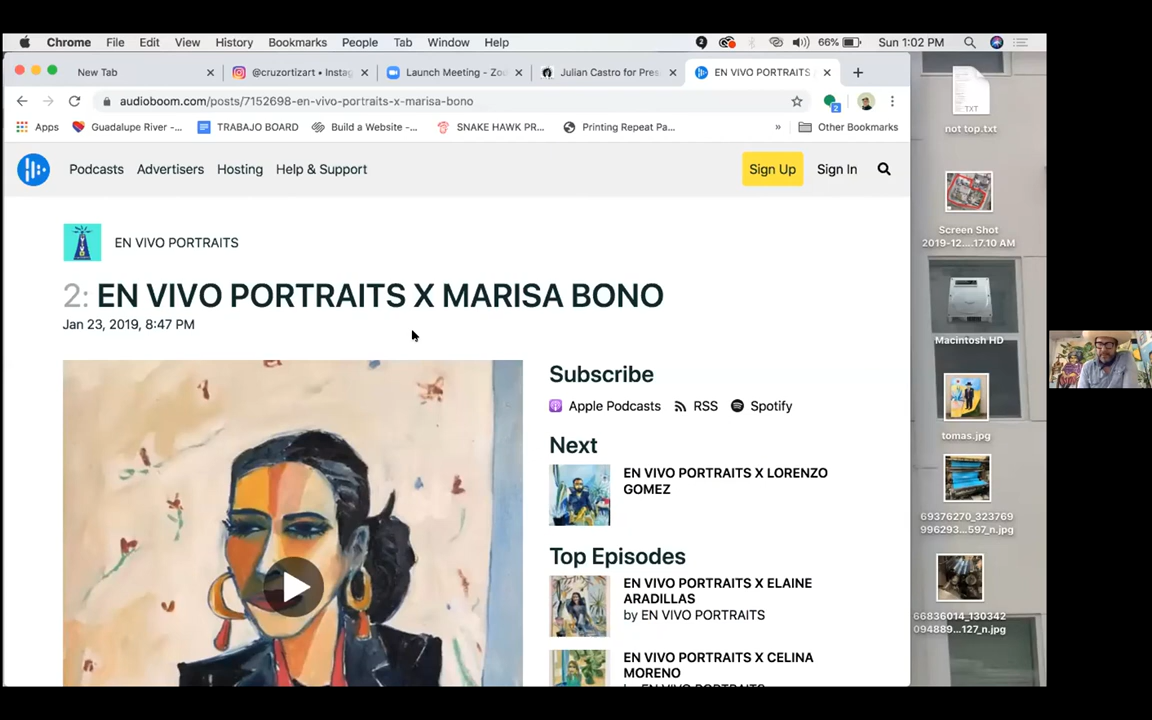 Chrome File Edit View History Bookmarks People Tab Window Help 66% Sun 1:02 PM
New Tab @cruzortizart • Instag Launch Meeting - Zo Julian Castro for Pres EN VIVO PORTRAITS
audioboom.com/posts/7152698-en-vivo-portraits-x-marisa-bono
Apps Guadalupe River -... TRABAJO BOARD Build a Website -... SNAKE HAWK PR... Printing Repeat Pa... » Other Bookmarks
Podcasts Advertisers Hosting Help & Support Sign Up Sign In
EN VIVO PORTRAITS
2: EN VIVO PORTRAITS X MARISA BONO
Jan 23, 2019, 8:47 PM
Subscribe
Apple Podcasts RSS Spotify
Next
EN VIVO PORTRAITS X LORENZO
GOMEZ
Top Episodes
EN VIVO PORTRAITS X ELAINE
ARADILLAS
by EN VIVO PORTRAITS
EN VIVO PORTRAITS X CELINA
MORENO
by EN VIVO PORTRAITS
TXT
not top.txt
Screen Shot
2019-12....17.10 AM
Macintosh HD
tomas.jpg
69376270_323769
996293...597_n.jpg
66836014_130342
094889...127_n.jpg